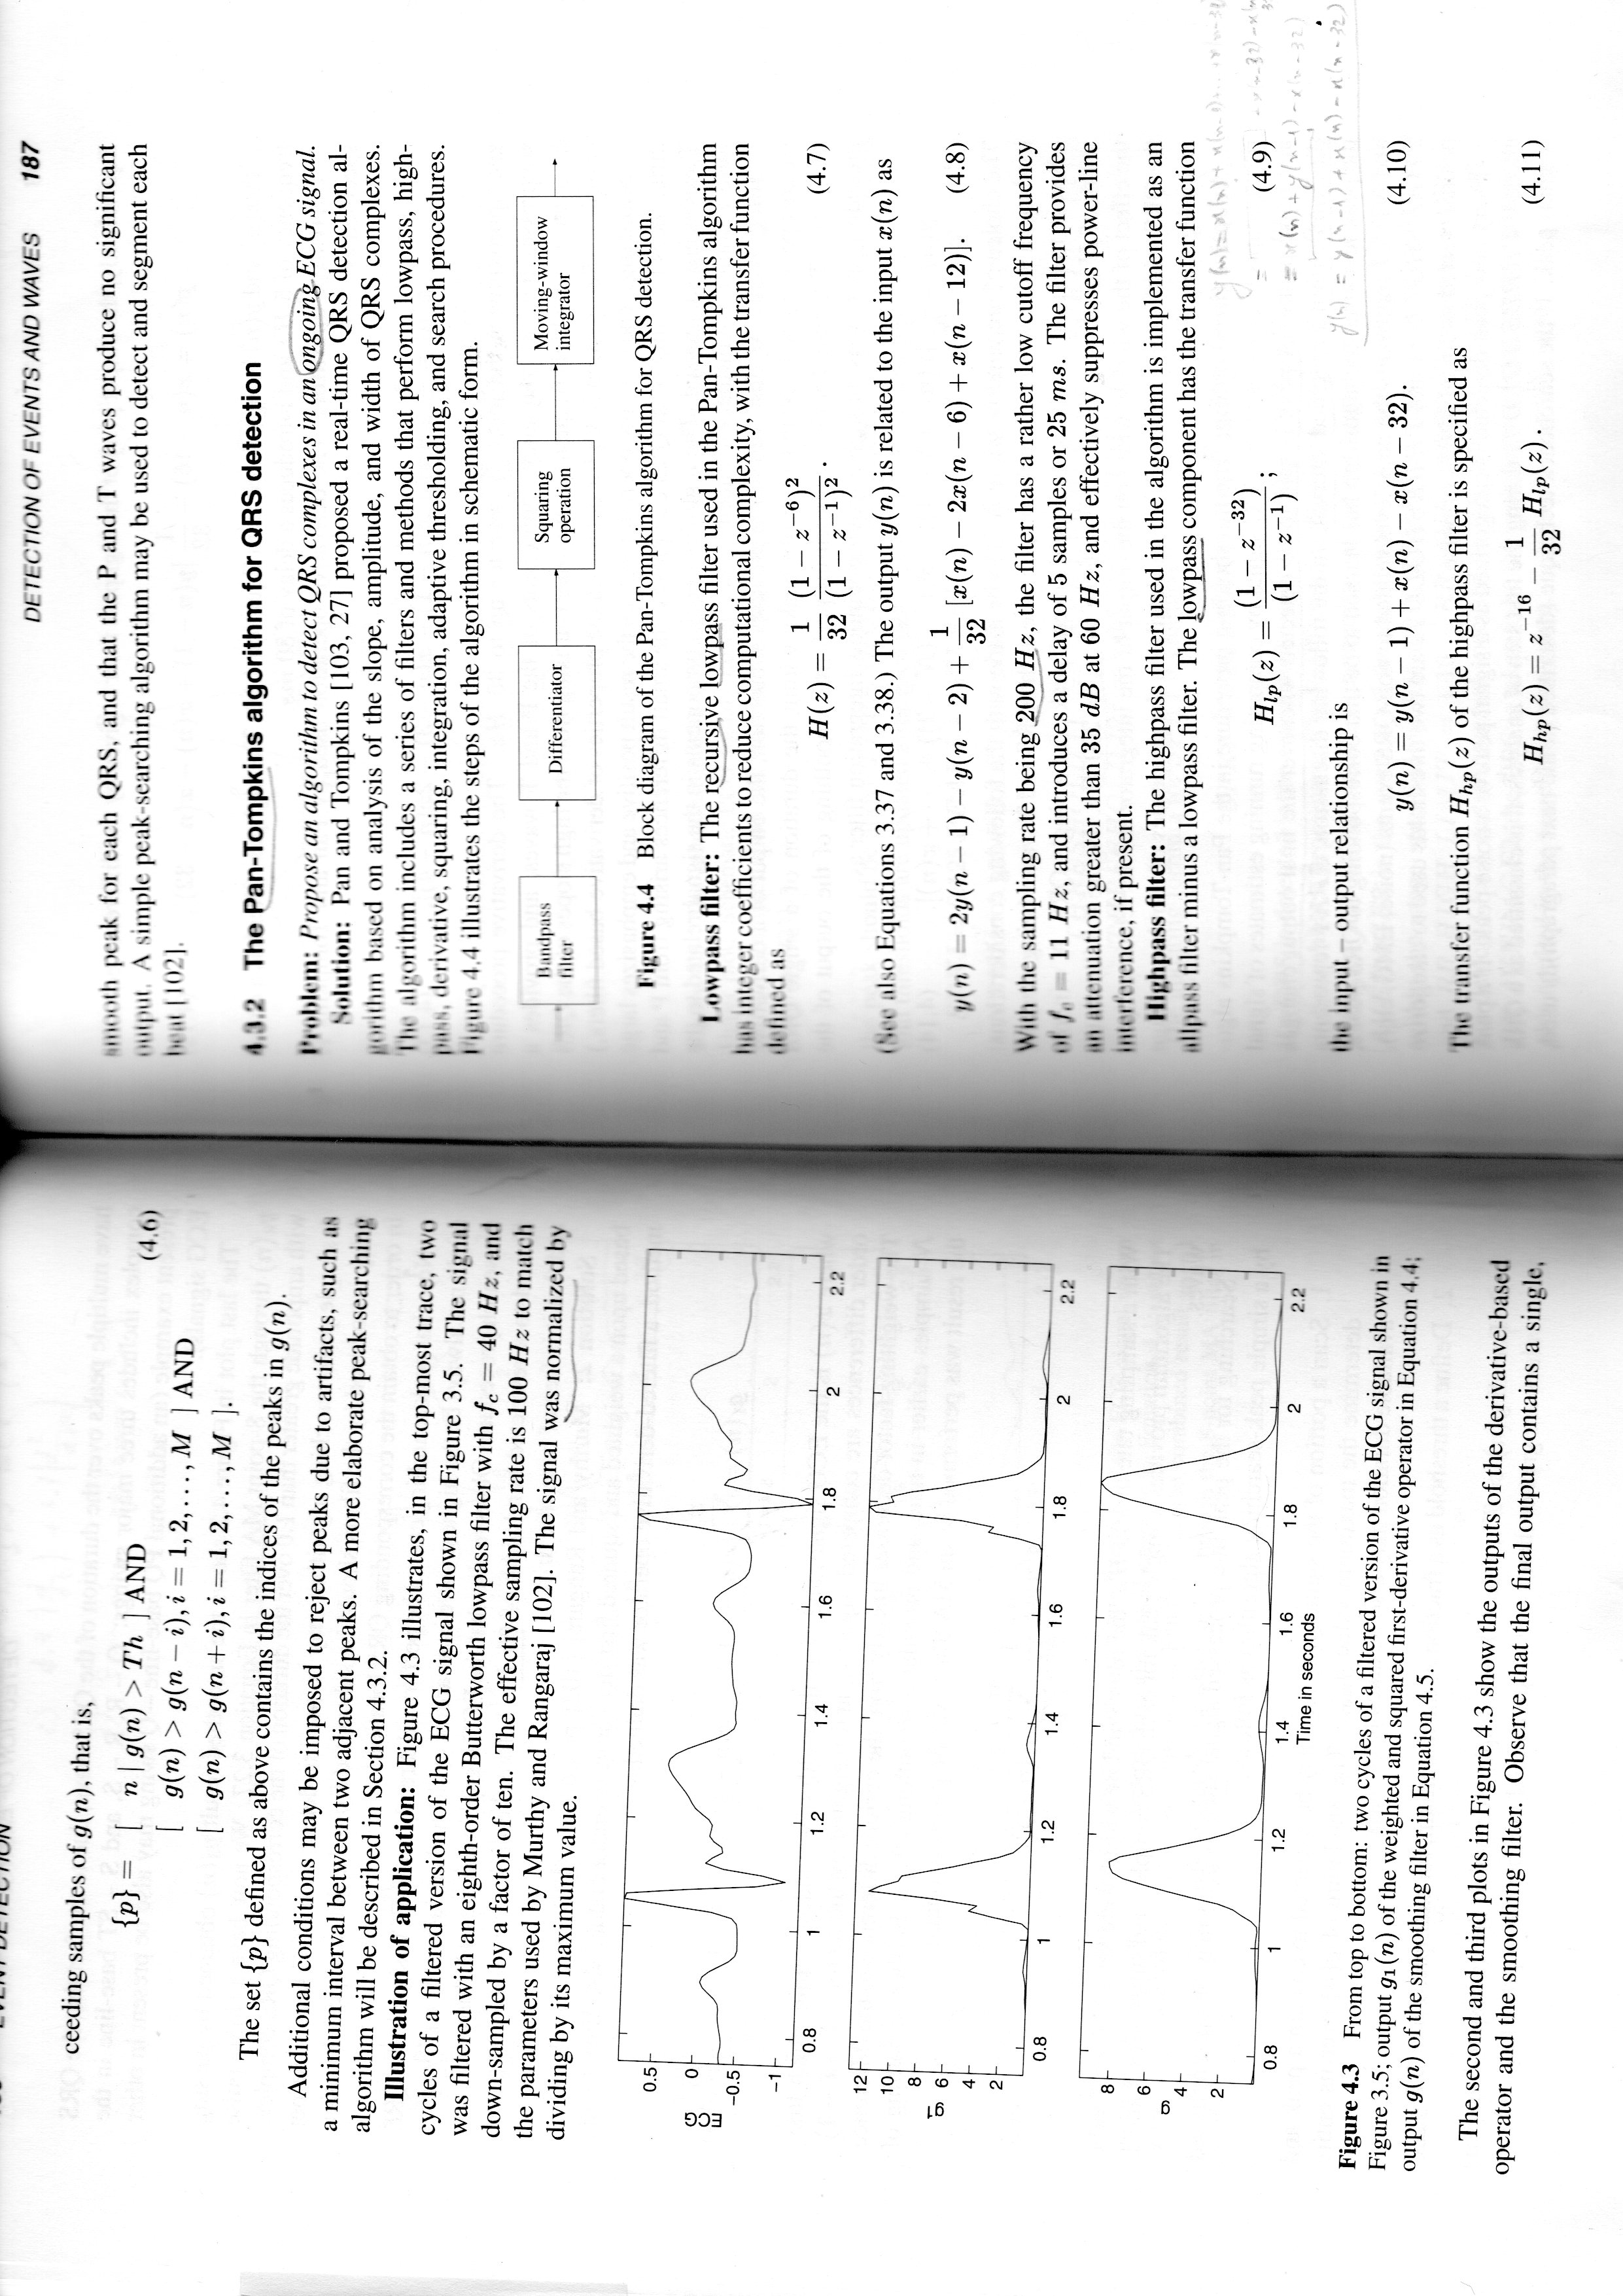 EVENT DETECTION
ceeding samples of g(n), that is,
{p} = [ n | g(n) > Th ] AND (4.6)
[ g(n) > g(n − i), i = 1, 2, . . . , M ] AND
[ g(n) > g(n + i), i = 1, 2, . . . , M ].
The set {p} defined as above contains the indices of the peaks in g(n).
Additional conditions may be imposed to reject peaks due to artifacts, such as
a minimum interval between two adjacent peaks. A more elaborate peak-searching
algorithm will be described in Section 4.3.2.
Illustration of application: Figure 4.3 illustrates, in the top-most trace, two
cycles of a filtered version of the ECG signal shown in Figure 3.5. The signal
was filtered with an eighth-order Butterworth lowpass filter with fc = 40 Hz, and
down-sampled by a factor of ten. The effective sampling rate is 100 Hz to match
the parameters used by Murthy and Rangaraj [102]. The signal was normalized by
dividing by its maximum value.
0.5
0
−0.5
−1
ECG
0.8 1 1.2 1.4 1.6 1.8 2 2.2
12
10
8
6
4
2
g1
0.8 1 1.2 1.4 1.6 1.8 2 2.2
8
6
4
2
g
0.8 1 1.2 1.4 1.6 1.8 2 2.2
Time in seconds
Figure 4.3 From top to bottom: two cycles of a filtered version of the ECG signal shown in
Figure 3.5; output g1(n) of the weighted and squared first-derivative operator in Equation 4.4;
output g(n) of the smoothing filter in Equation 4.5.
The second and third plots in Figure 4.3 show the outputs of the derivative-based
operator and the smoothing filter. Observe that the final output contains a single,
DETECTION OF EVENTS AND WAVES 187
smooth peak for each QRS, and that the P and T waves produce no significant
output. A simple peak-searching algorithm may be used to detect and segment each
beat [102].
4.3.2 The Pan-Tompkins algorithm for QRS detection
Problem: Propose an algorithm to detect QRS complexes in an ongoing ECG signal.
Solution: Pan and Tompkins [103, 27] proposed a real-time QRS detection al-
gorithm based on analysis of the slope, amplitude, and width of QRS complexes.
The algorithm includes a series of filters and methods that perform lowpass, high-
pass, derivative, squaring, integration, adaptive thresholding, and search procedures.
Figure 4.4 illustrates the steps of the algorithm in schematic form.
Bandpass
filter
Differentiator
Squaring
operation
Moving-window
integrator
Figure 4.4 Block diagram of the Pan-Tompkins algorithm for QRS detection.
Lowpass filter: The recursive lowpass filter used in the Pan-Tompkins algorithm
has integer coefficients to reduce computational complexity, with the transfer function
defined as
H(z) = 1/32 (1 − z⁻⁶)²/(1 − z⁻¹)² . (4.7)
(See also Equations 3.37 and 3.38.) The output y(n) is related to the input x(n) as
y(n) = 2y(n − 1) − y(n − 2) + 1/32 [x(n) − 2x(n − 6) + x(n − 12)]. (4.8)
With the sampling rate being 200 Hz, the filter has a rather low cutoff frequency
of fc = 11 Hz, and introduces a delay of 5 samples or 25 ms. The filter provides
an attenuation greater than 35 dB at 60 Hz, and effectively suppresses power-line
interference, if present.
Highpass filter: The highpass filter used in the algorithm is implemented as an
allpass filter minus a lowpass filter. The lowpass component has the transfer function
Hlp(z) = (1 − z⁻³²)/(1 − z⁻¹) ; (4.9)
= x(n) + y(n-1) - x(n-32)
the input – output relationship is
y(n) = y(n-1) + x(n) - x(n-32)
y(n) = y(n − 1) + x(n) − x(n − 32). (4.10)
The transfer function Hhp(z) of the highpass filter is specified as
Hhp(z) = z⁻¹⁶ − 1/32 Hlp(z) . (4.11)